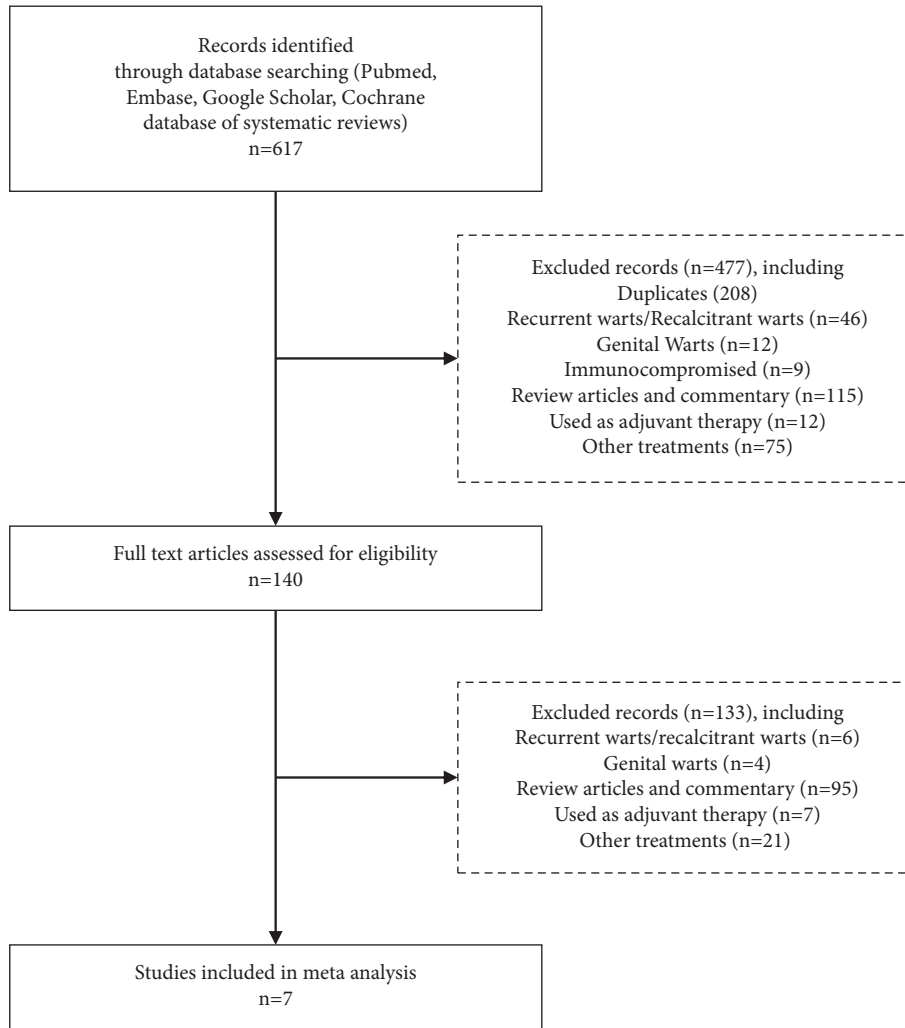 Records identified
through database searching (Pubmed,
Embase, Google Scholar, Cochrane
database of systematic reviews)
n=617
Excluded records (n=477), including
Duplicates (208)
Recurrent warts/Recalcitrant warts (n=46)
Genital Warts (n=12)
Immunocompromised (n=9)
Review articles and commentary (n=115)
Used as adjuvant therapy (n=12)
Other treatments (n=75)
Full text articles assessed for eligibility
n=140
Excluded records (n=133), including
Recurrent warts/recalcitrant warts (n=6)
Genital warts (n=4)
Review articles and commentary (n=95)
Used as adjuvant therapy (n=7)
Other treatments (n=21)
Studies included in meta analysis
n=7